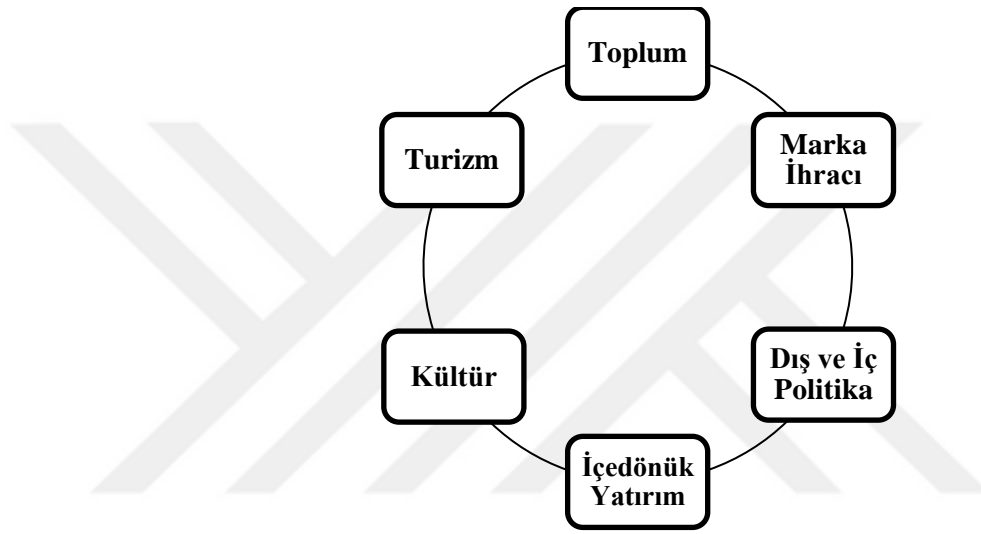 Toplum
Marka
İhracı
Dış ve İç
Politika
İçedönük
Yatırım
Kültür
Turizm